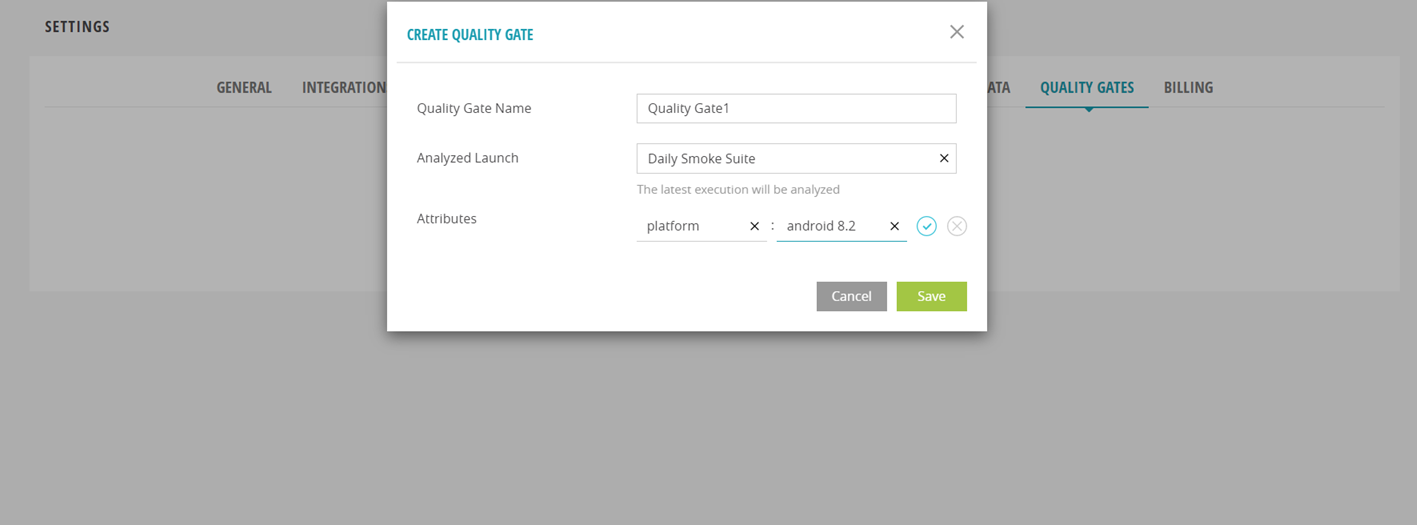 SETTINGS
CREATE QUALITY GATE
GENERAL INTEGRATION ATA QUALITY GATES BILLING
Quality Gate Name Quality Gate1
Analyzed Launch Daily Smoke Suite
The latest execution will be analyzed
Attributes platform : android 8.2
Cancel Save